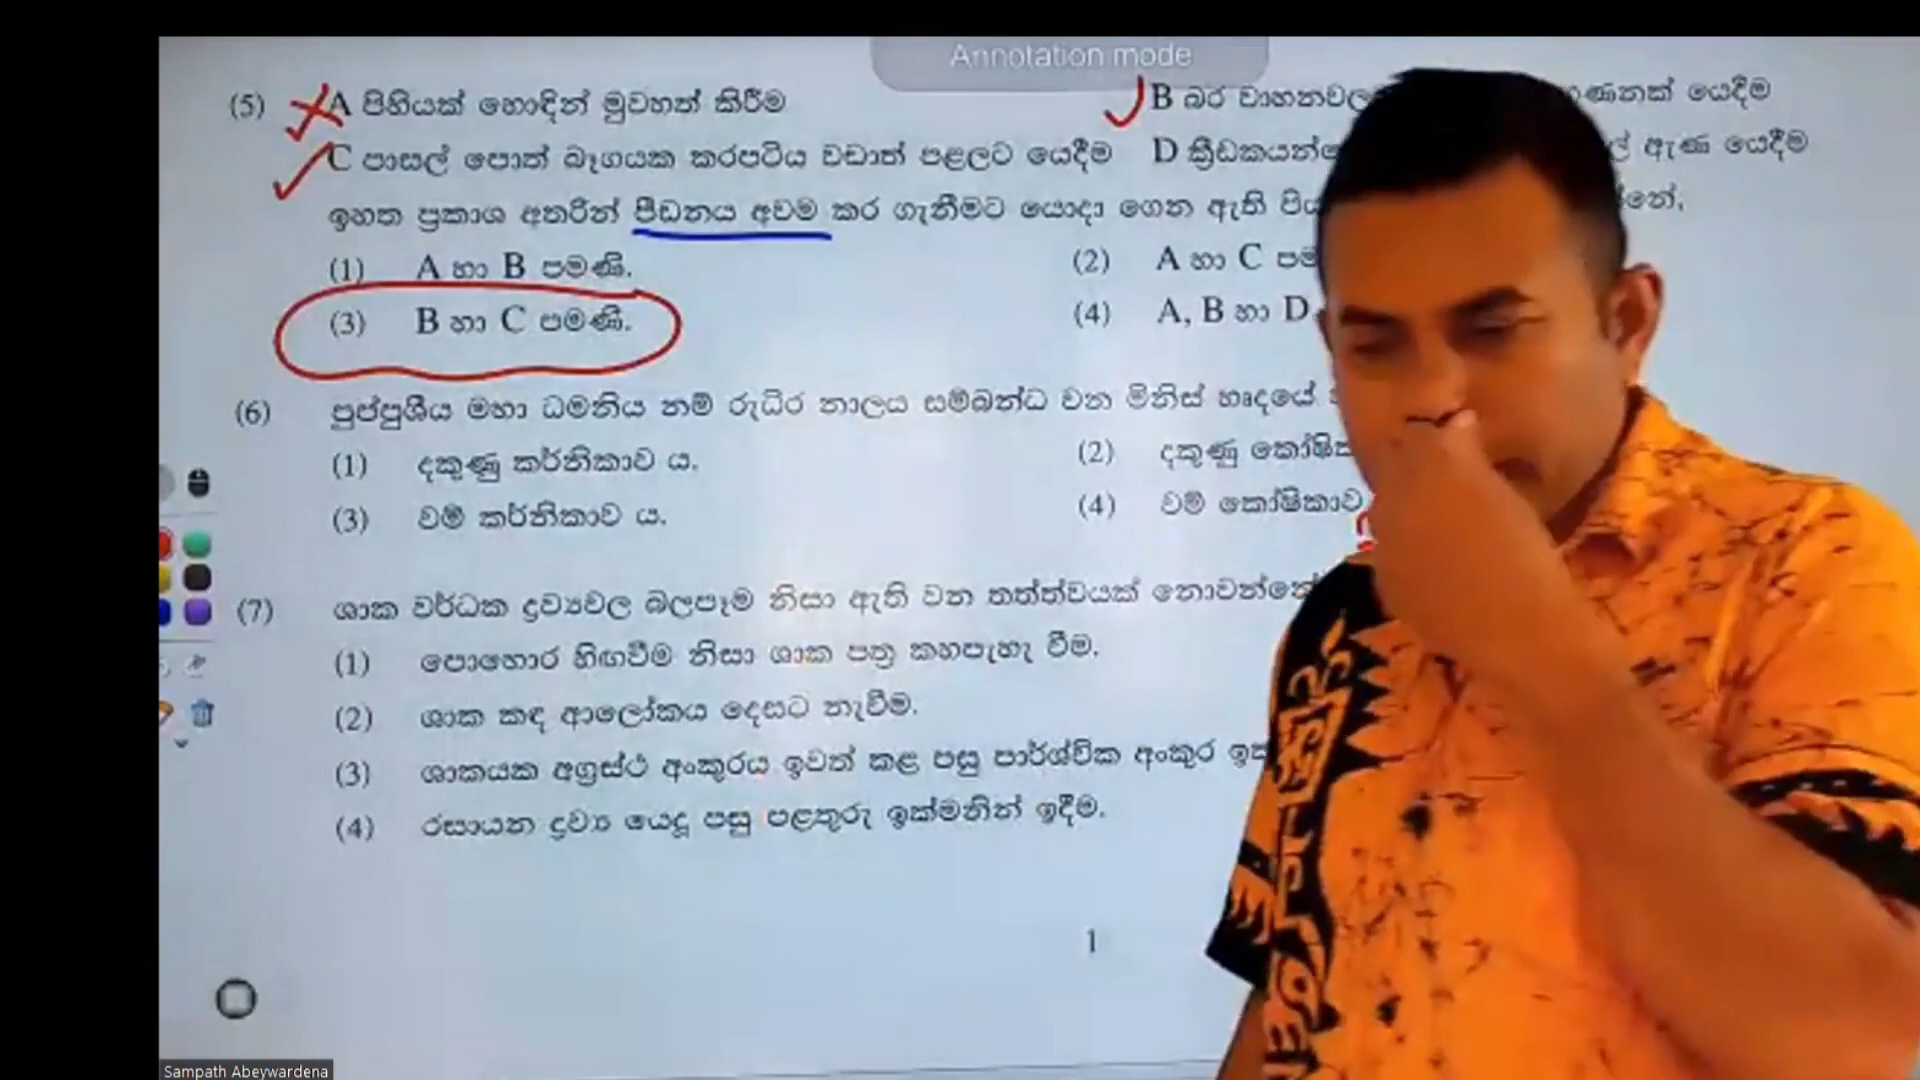 Annotation mode
(5) A පිහියක් හොඳින් මුවහත් කිරීම B බර වාහනවල යෙදීම
C පාසල් පොත් බෑගයක කරපටිය වඩාත් පළලට යෙදීම D ඇණ යෙදීම
ඉහත ප්‍රකාශ අතරින් පීඩනය අවම කර ගැනීමට යොදා ගෙන ඇති
(1) A හා B පමණි.
(2) A හා C
(3) B හා C පමණි.
(4) A, B හා D
(6) පුප්පුශීය මහා ධමනිය නම් රුධිර නාලය සම්බන්ධ වන මිනිස් හෘදයේ
(1) දකුණු කර්නිකාව ය.
(2) දකුණු
(3) වම් කර්නිකාව ය.
(4) වම් කෝෂිකාව
(7) ශාක වර්ධක ද්‍රව්‍යවල බලපෑම නිසා ඇති වන තත්ත්වයක් නොවන්නේ
(1) පොහොර හිඟවීම නිසා ශාක පත්‍ර කහපැහැ වීම.
(2) ශාක කඳ ආලෝකය දෙසට නැවීම.
(3) ශාකයක අග්‍රස්ථ අංකුරය ඉවත් කළ පසු පාර්ශ්වික අංකුර
(4) රසායන ද්‍රව්‍ය යෙදූ පසු පළතුරු ඉක්මනින් ඉදීම.
1
Sampath Abeywardena